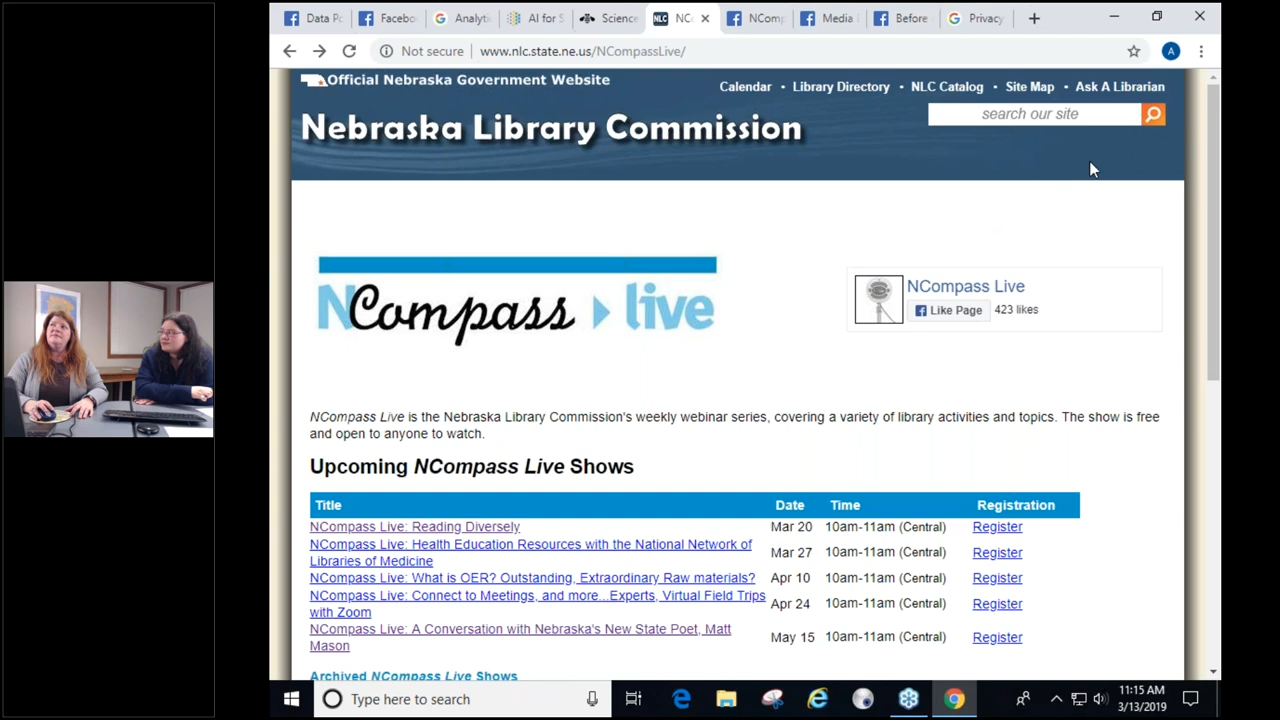 Data Po
Facebo
Analyti
AI for S
Science
NC
NComp
Media
Before
Privacy
Not secure
www.nlc.state.ne.us/NCompassLive/
A
Official Nebraska Government Website
Calendar • Library Directory • NLC Catalog • Site Map • Ask A Librarian
Nebraska Library Commission
search our site
NCompass live
NCompass Live
Like Page 423 likes
NCompass Live is the Nebraska Library Commission's weekly webinar series, covering a variety of library activities and topics. The show is free
and open to anyone to watch.
Upcoming NCompass Live Shows
Title Date Time Registration
NCompass Live: Reading Diversely Mar 20 10am-11am (Central) Register
NCompass Live: Health Education Resources with the National Network of
Libraries of Medicine Mar 27 10am-11am (Central) Register
NCompass Live: What is OER? Outstanding, Extraordinary Raw materials? Apr 10 10am-11am (Central) Register
NCompass Live: Connect to Meetings, and more...Experts, Virtual Field Trips
with Zoom Apr 24 10am-11am (Central) Register
NCompass Live: A Conversation with Nebraska's New State Poet, Matt
Mason May 15 10am-11am (Central) Register
Archived NCompass Live Shows
Type here to search
11:15 AM
3/13/2019